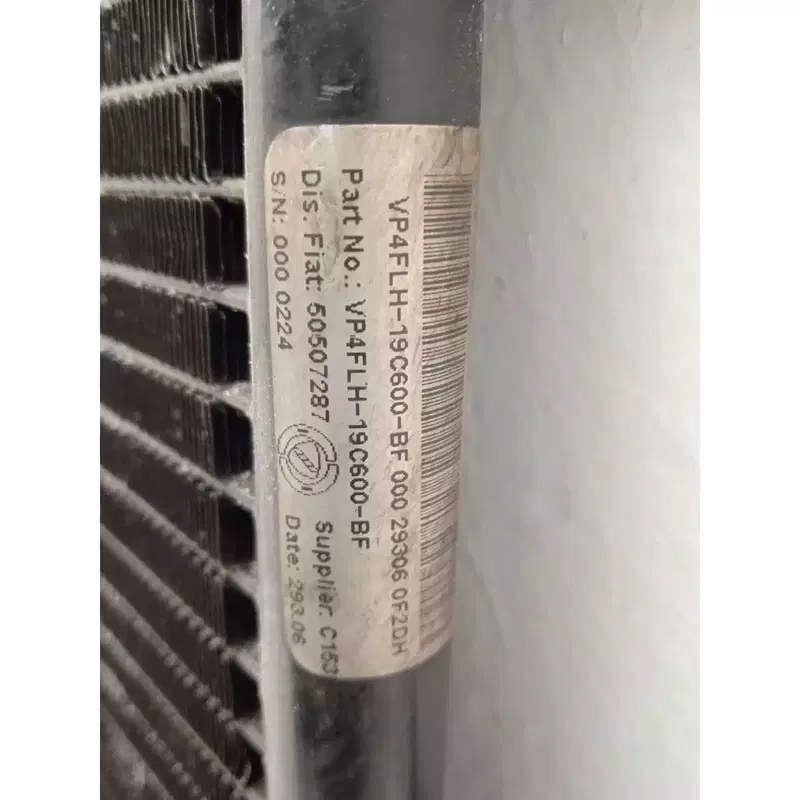 VP4FLH-19C600-BF 000 29306 0F2DH
Part No.: VP4FLH-19C600-BF
Dis. Fiat: 50507287 Supplier: C153
S/N: 000 0224 Date: 293.06